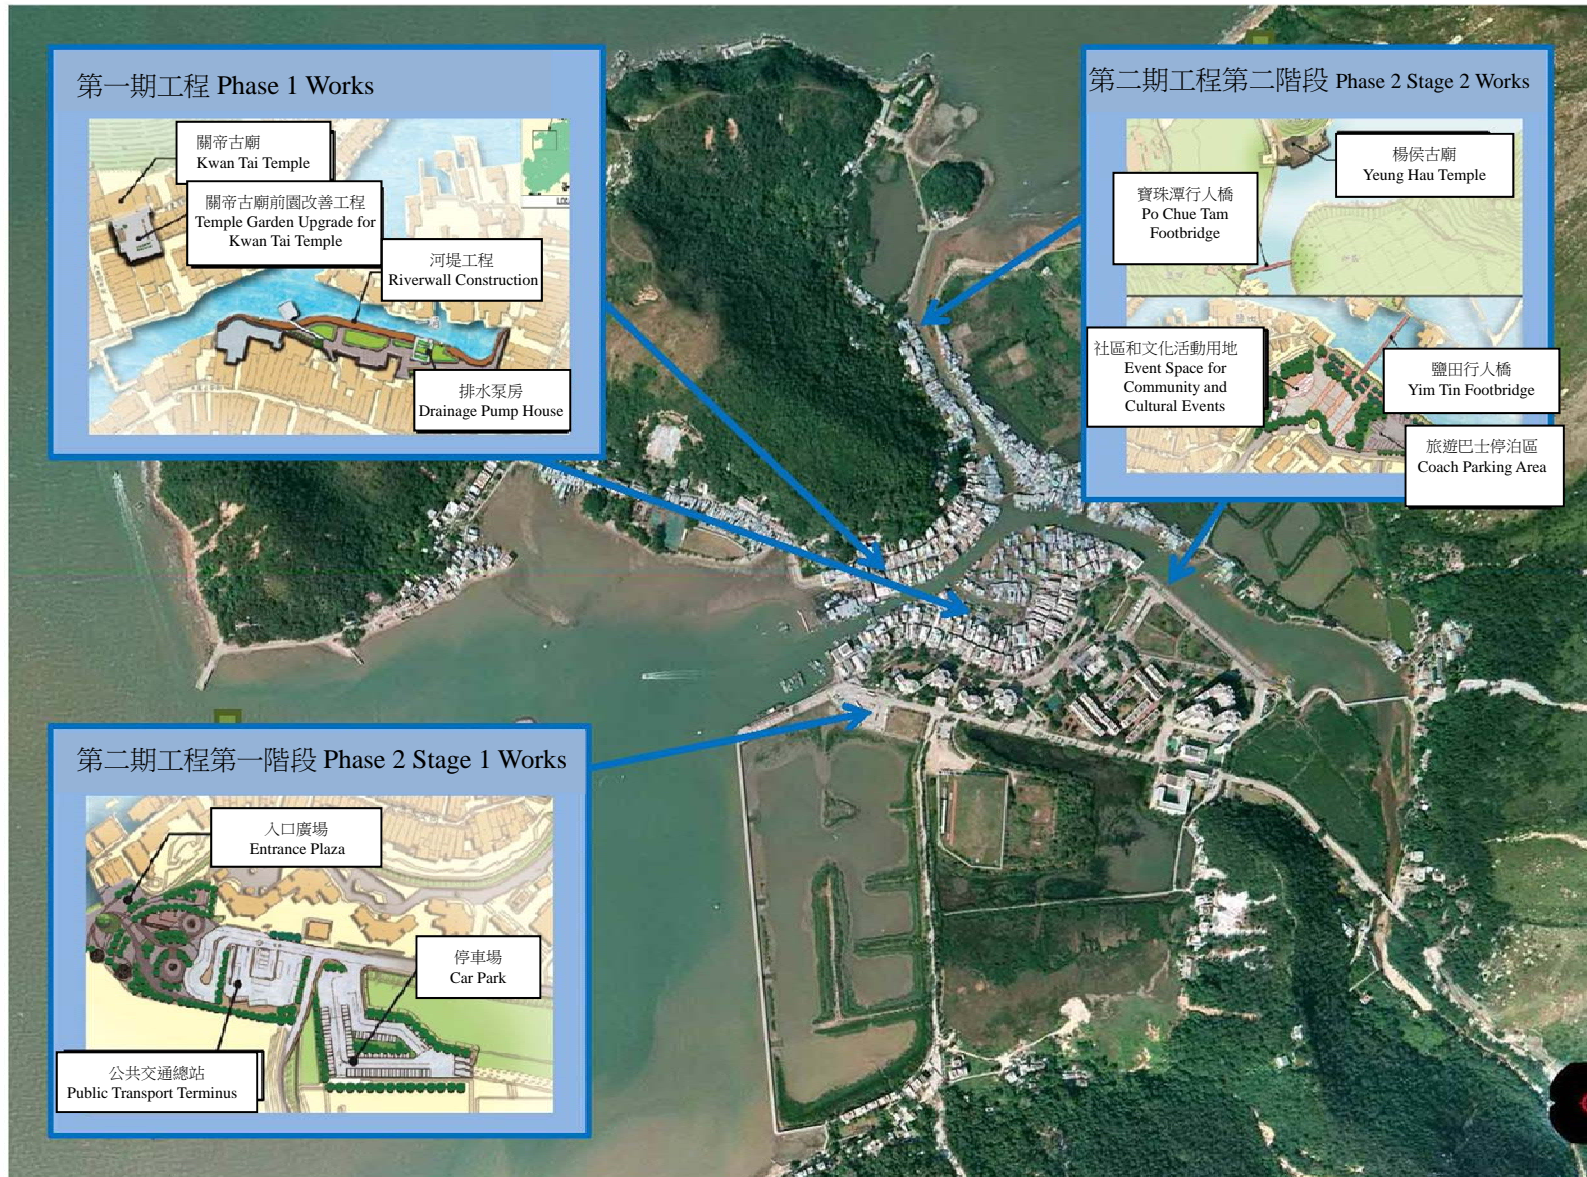 第一期工程 Phase 1 Works
關帝古廟
Kwan Tai Temple
關帝古廟前園改善工程
Temple Garden Upgrade for
Kwan Tai Temple
河堤工程
Riverwall Construction
排水泵房
Drainage Pump House
第二期工程第二階段 Phase 2 Stage 2 Works
楊侯古廟
Yeung Hau Temple
寶珠潭行人橋
Po Chue Tam
Footbridge
社區和文化活動用地
Event Space for
Community and
Cultural Events
鹽田行人橋
Yim Tin Footbridge
旅遊巴士停泊區
Coach Parking Area
第二期工程第一階段 Phase 2 Stage 1 Works
入口廣場
Entrance Plaza
停車場
Car Park
公共交通總站
Public Transport Terminus